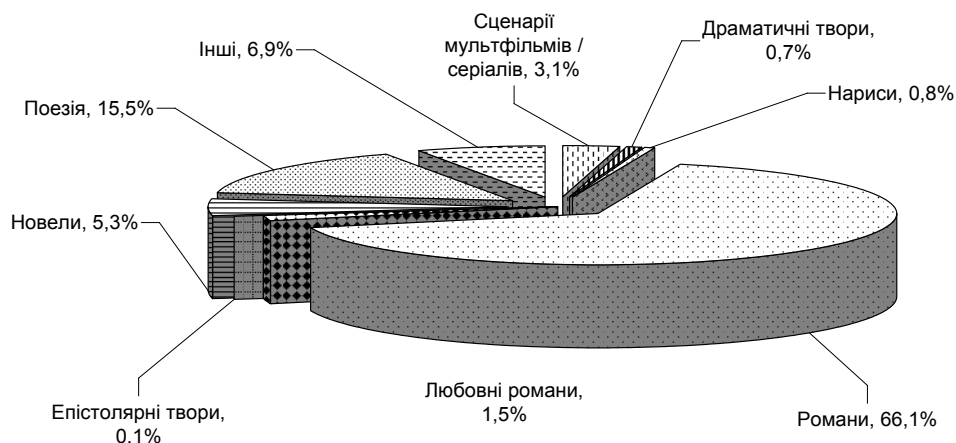 Сценарії
мультфільмів /
серіалів, 3,1%
Драматичні твори,
0,7%
Інші, 6,9%
Нариси, 0,8%
Поезія, 15,5%
Новели, 5,3%
Любовні романи,
1,5%
Епістолярні твори,
0,1%
Романи, 66,1%